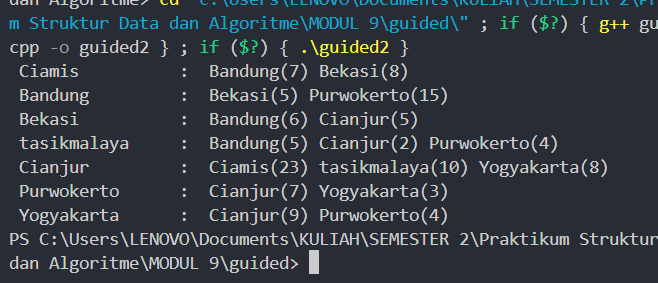 dan Algoritme> cd "c:\Users\LENOVO\Documents\KULIAH\SEMESTER 2\Pr
m Struktur Data dan Algoritme\MODUL 9\guided\" ; if ($?) { g++ gu
cpp -o guided2 } ; if ($?) { .\guided2 }
Ciamis : Bandung(7) Bekasi(8)
Bandung : Bekasi(5) Purwokerto(15)
Bekasi : Bandung(6) Cianjur(5)
tasikmalaya : Bandung(5) Cianjur(2) Purwokerto(4)
Cianjur : Ciamis(23) tasikmalaya(10) Yogyakarta(8)
Purwokerto : Cianjur(7) Yogyakarta(3)
Yogyakarta : Cianjur(9) Purwokerto(4)
PS C:\Users\LENOVO\Documents\KULIAH\SEMESTER 2\Praktikum Struktur
dan Algoritme\MODUL 9\guided>